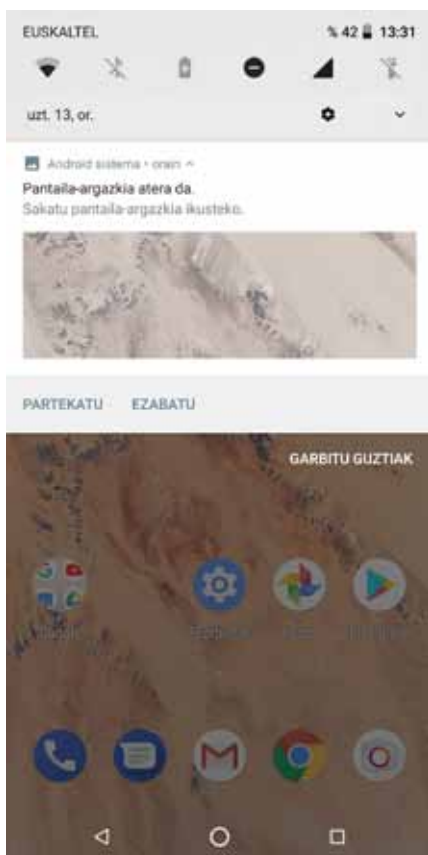 EUSKALTEL
% 42 13:31
uzt. 13, or.
Android sistema • orain
Pantaila-argazkia atera da.
Sakatu pantaila-argazkia ikusteko.
PARTEKATU EZABATU
GARBITU GUZTIAK